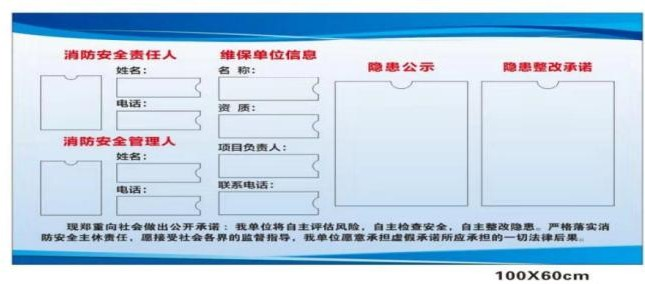 消防安全责任人
姓名：
电话：
消防安全管理人
姓名：
电话：
维保单位信息
名 称：
资 质：
项目负责人：
联系电话：
隐患公示
隐患整改承诺
现郑重向社会做出公开承诺：我单位将自主评估风险，自主检查安全，自主整改隐患。严格落实消
防安全主休责任，愿接受社会各界的监督指导，我单位愿意承担虚假承诺所应承担的一切法律后果。
100X60cm